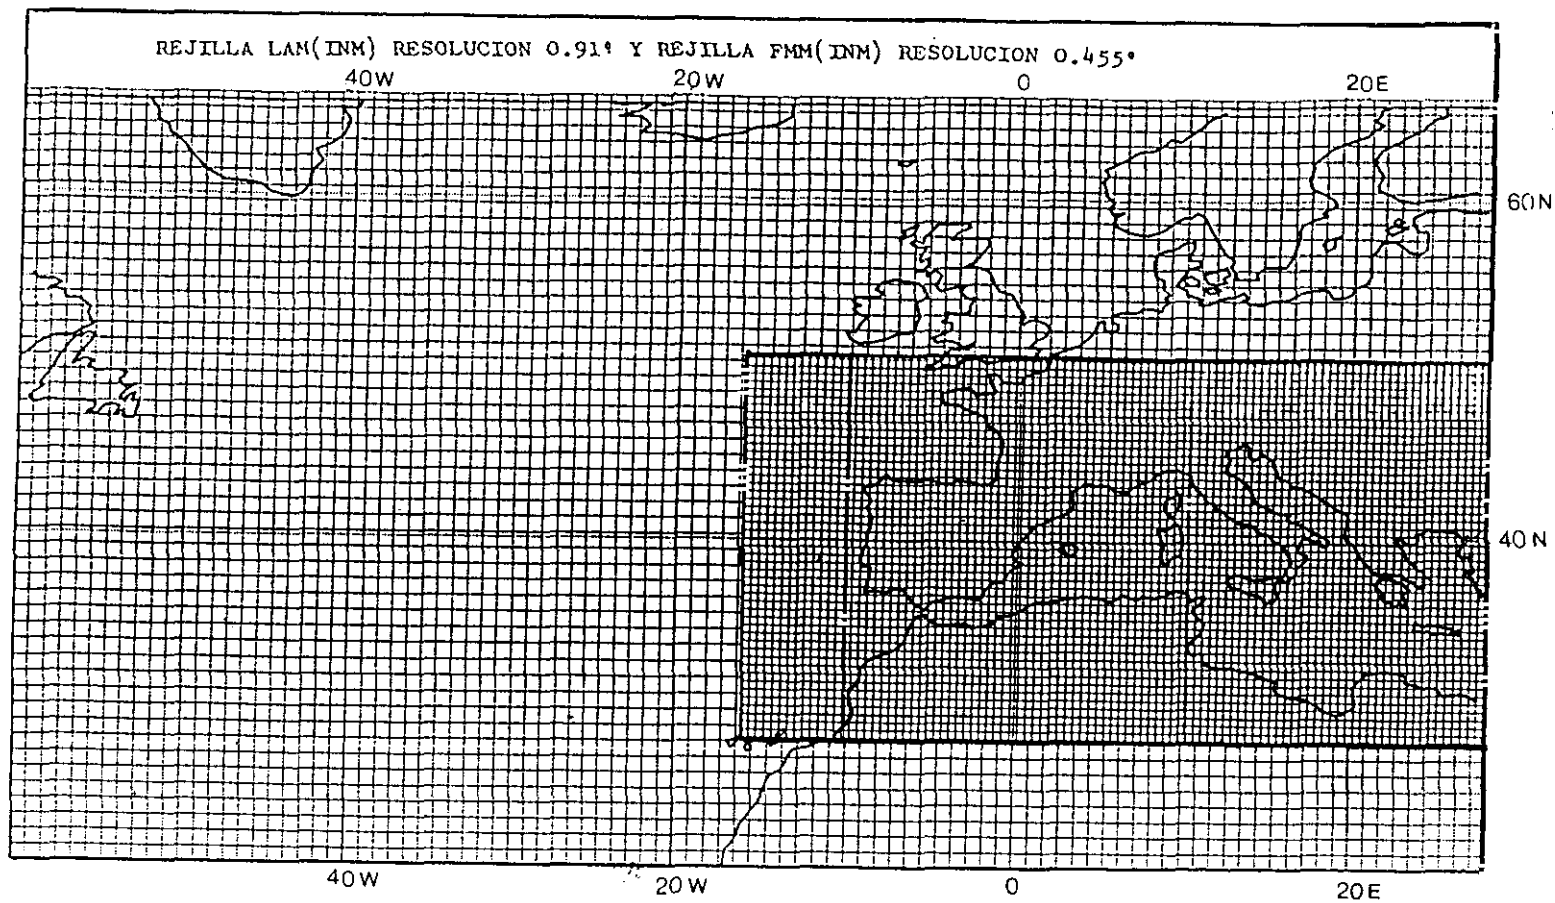 REJILLA LAM(INM) RESOLUCION 0.91° Y REJILLA FMM(INM) RESOLUCION 0.455°
40W 20W 0 20E
60N
40N
40W 20W 0 20E